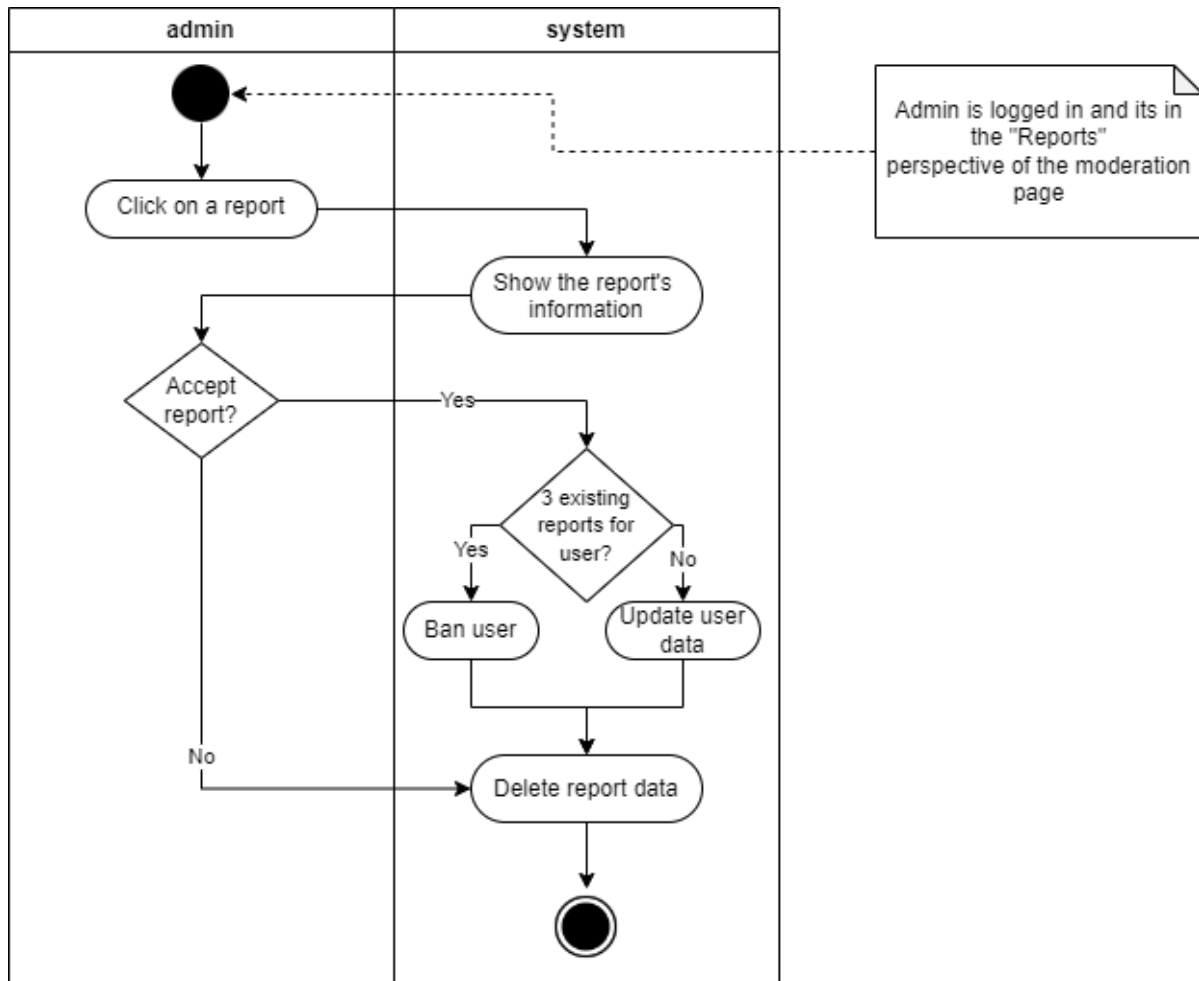 admin
system
Admin is logged in and its in
the "Reports"
perspective of the moderation
page
Click on a report
Show the report's
information
Accept
report?
Yes
3 existing
reports for
user?
Yes
No
Ban user
Update user
data
No
Delete report data